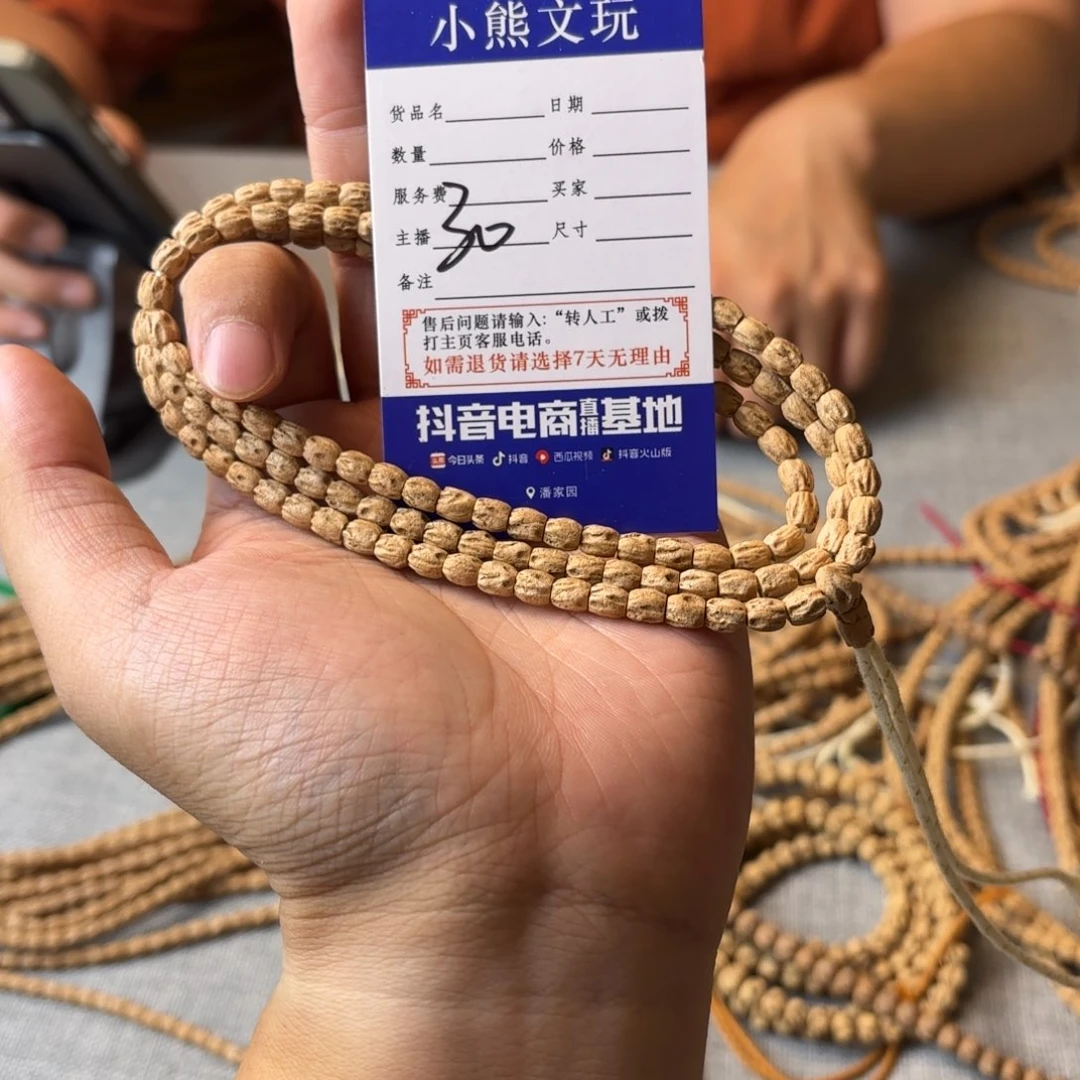 小熊文玩
货品名 日期
数量 价格
服务费 买家
30
主播 尺寸
备注
售后问题请输入:“转人工”或拨
打主页客服电话。
如需退货请选择7天无理由
抖音电商直播基地
今日头条 抖音 西瓜视频 抖音火山版
潘家园